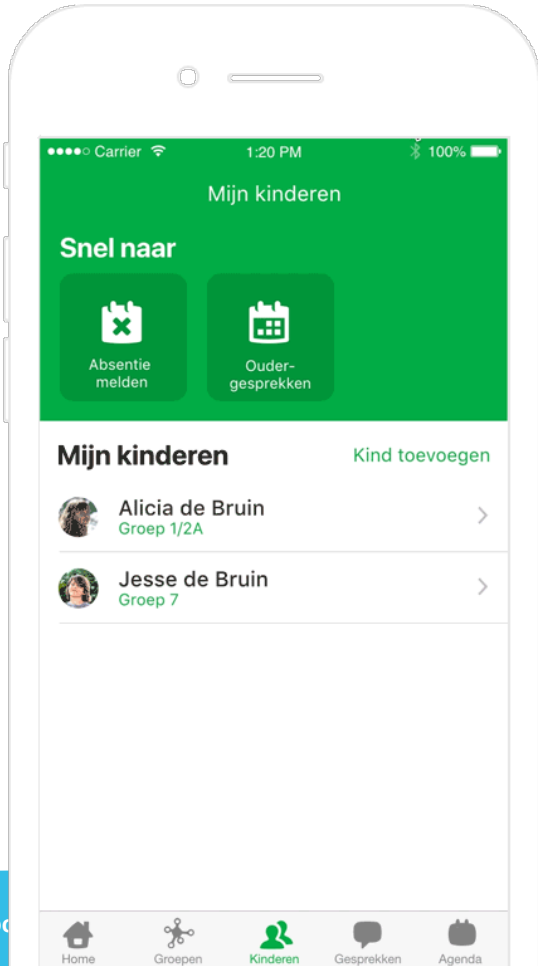 Carrier 1:20 PM 100%
Mijn kinderen
Snel naar
Absentie
melden
Ouder-
gesprekken
Mijn kinderen Kind toevoegen
Alicia de Bruin
Groep 1/2A
Jesse de Bruin
Groep 7
Home Groepen Kinderen Gesprekken Agenda